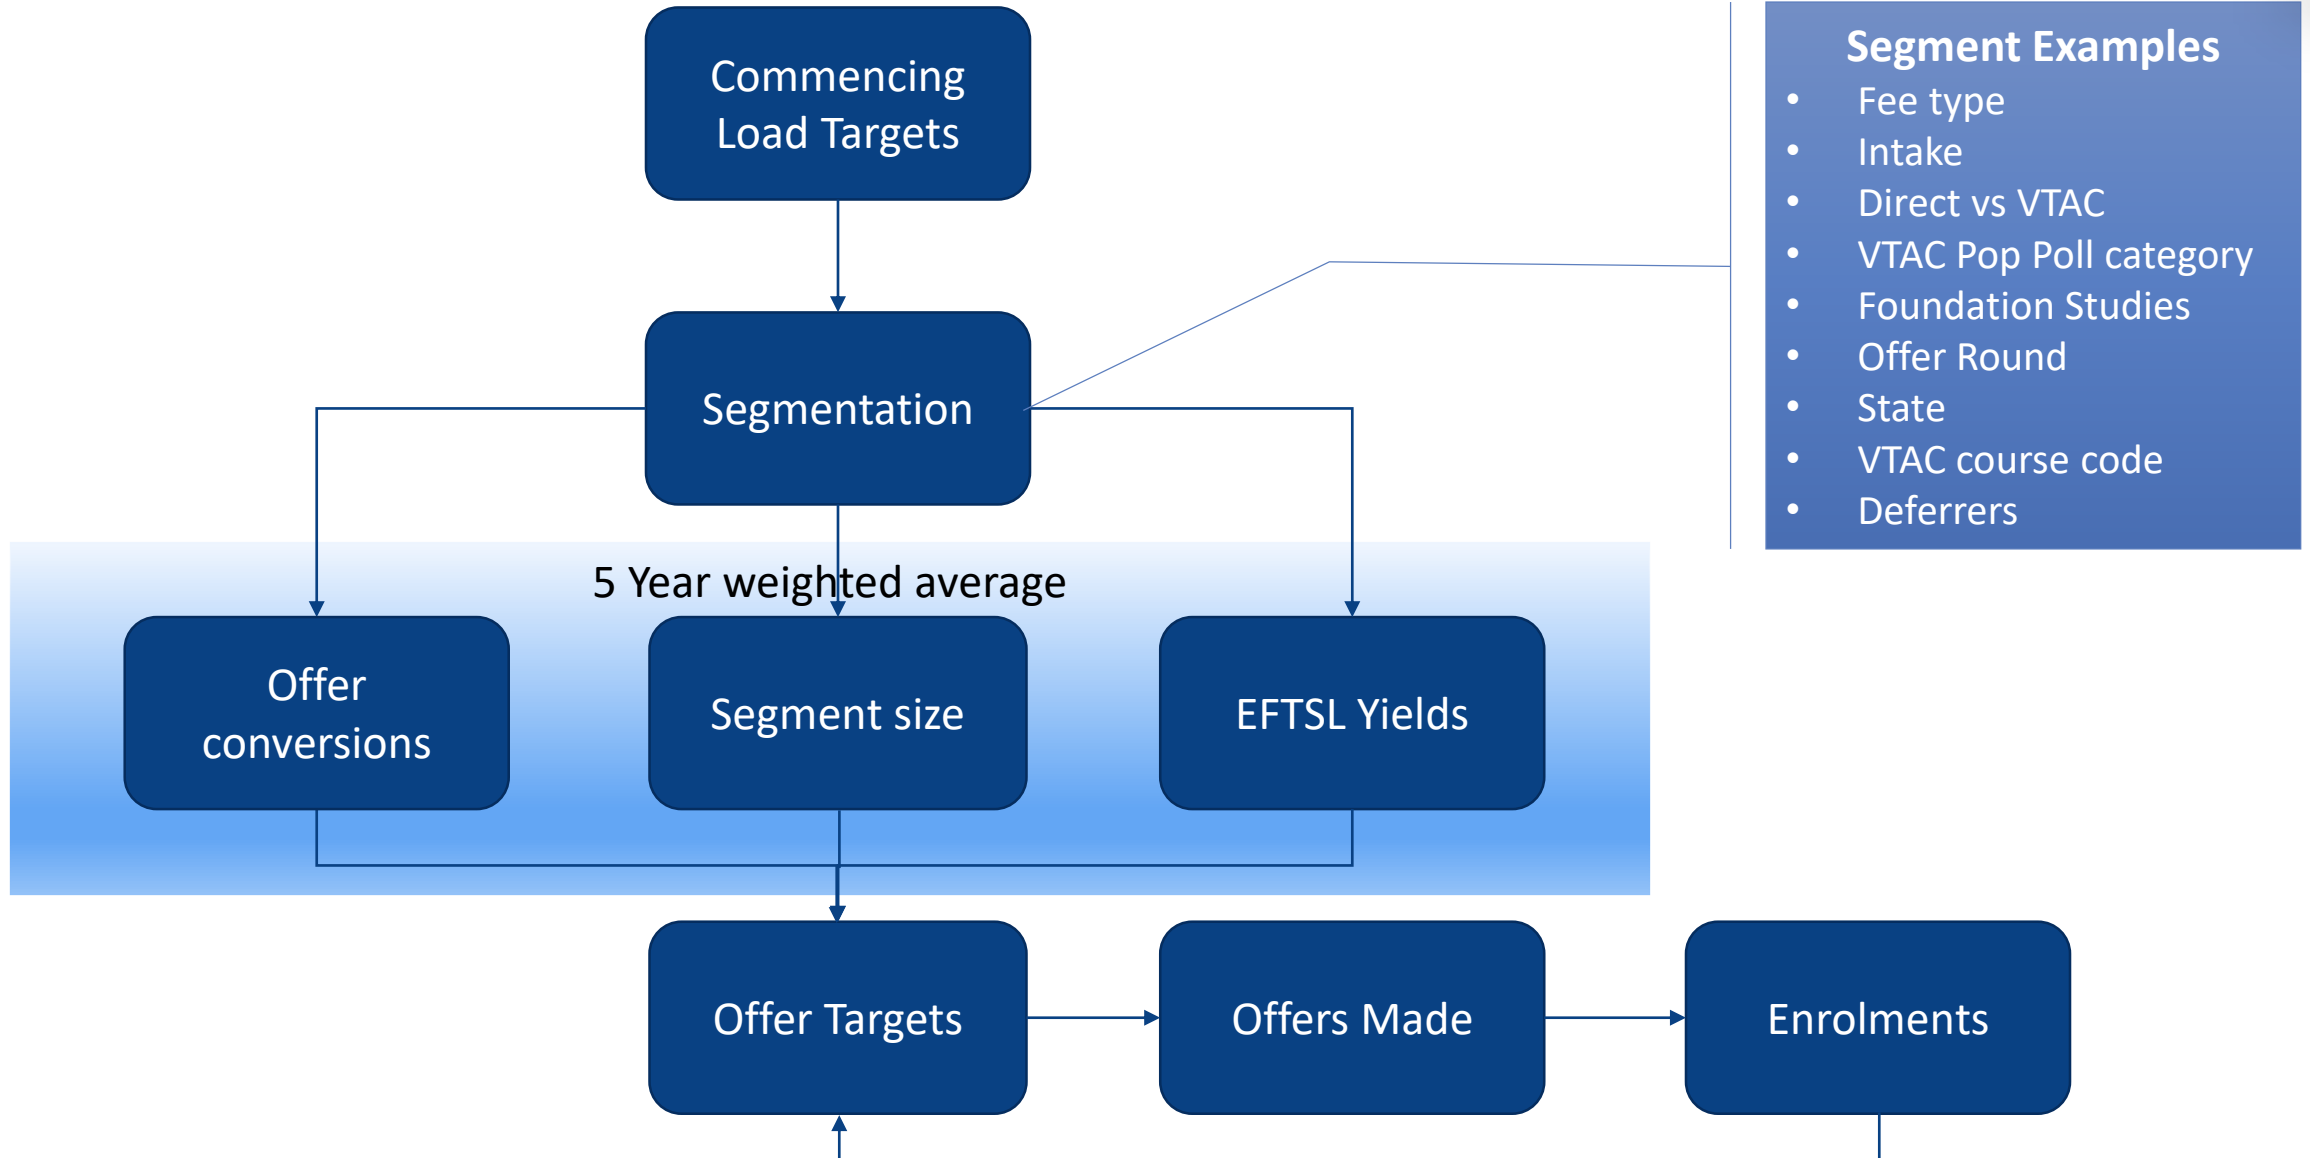 Commencing
Load Targets
Segment Examples
• Fee type
• Intake
• Direct vs VTAC
• VTAC Pop Poll category
• Foundation Studies
• Offer Round
• State
• VTAC course code
• Deferrers
Segmentation
5 Year weighted average
Offer
conversions
Segment size
EFTSL Yields
Offer Targets
Offers Made
Enrolments